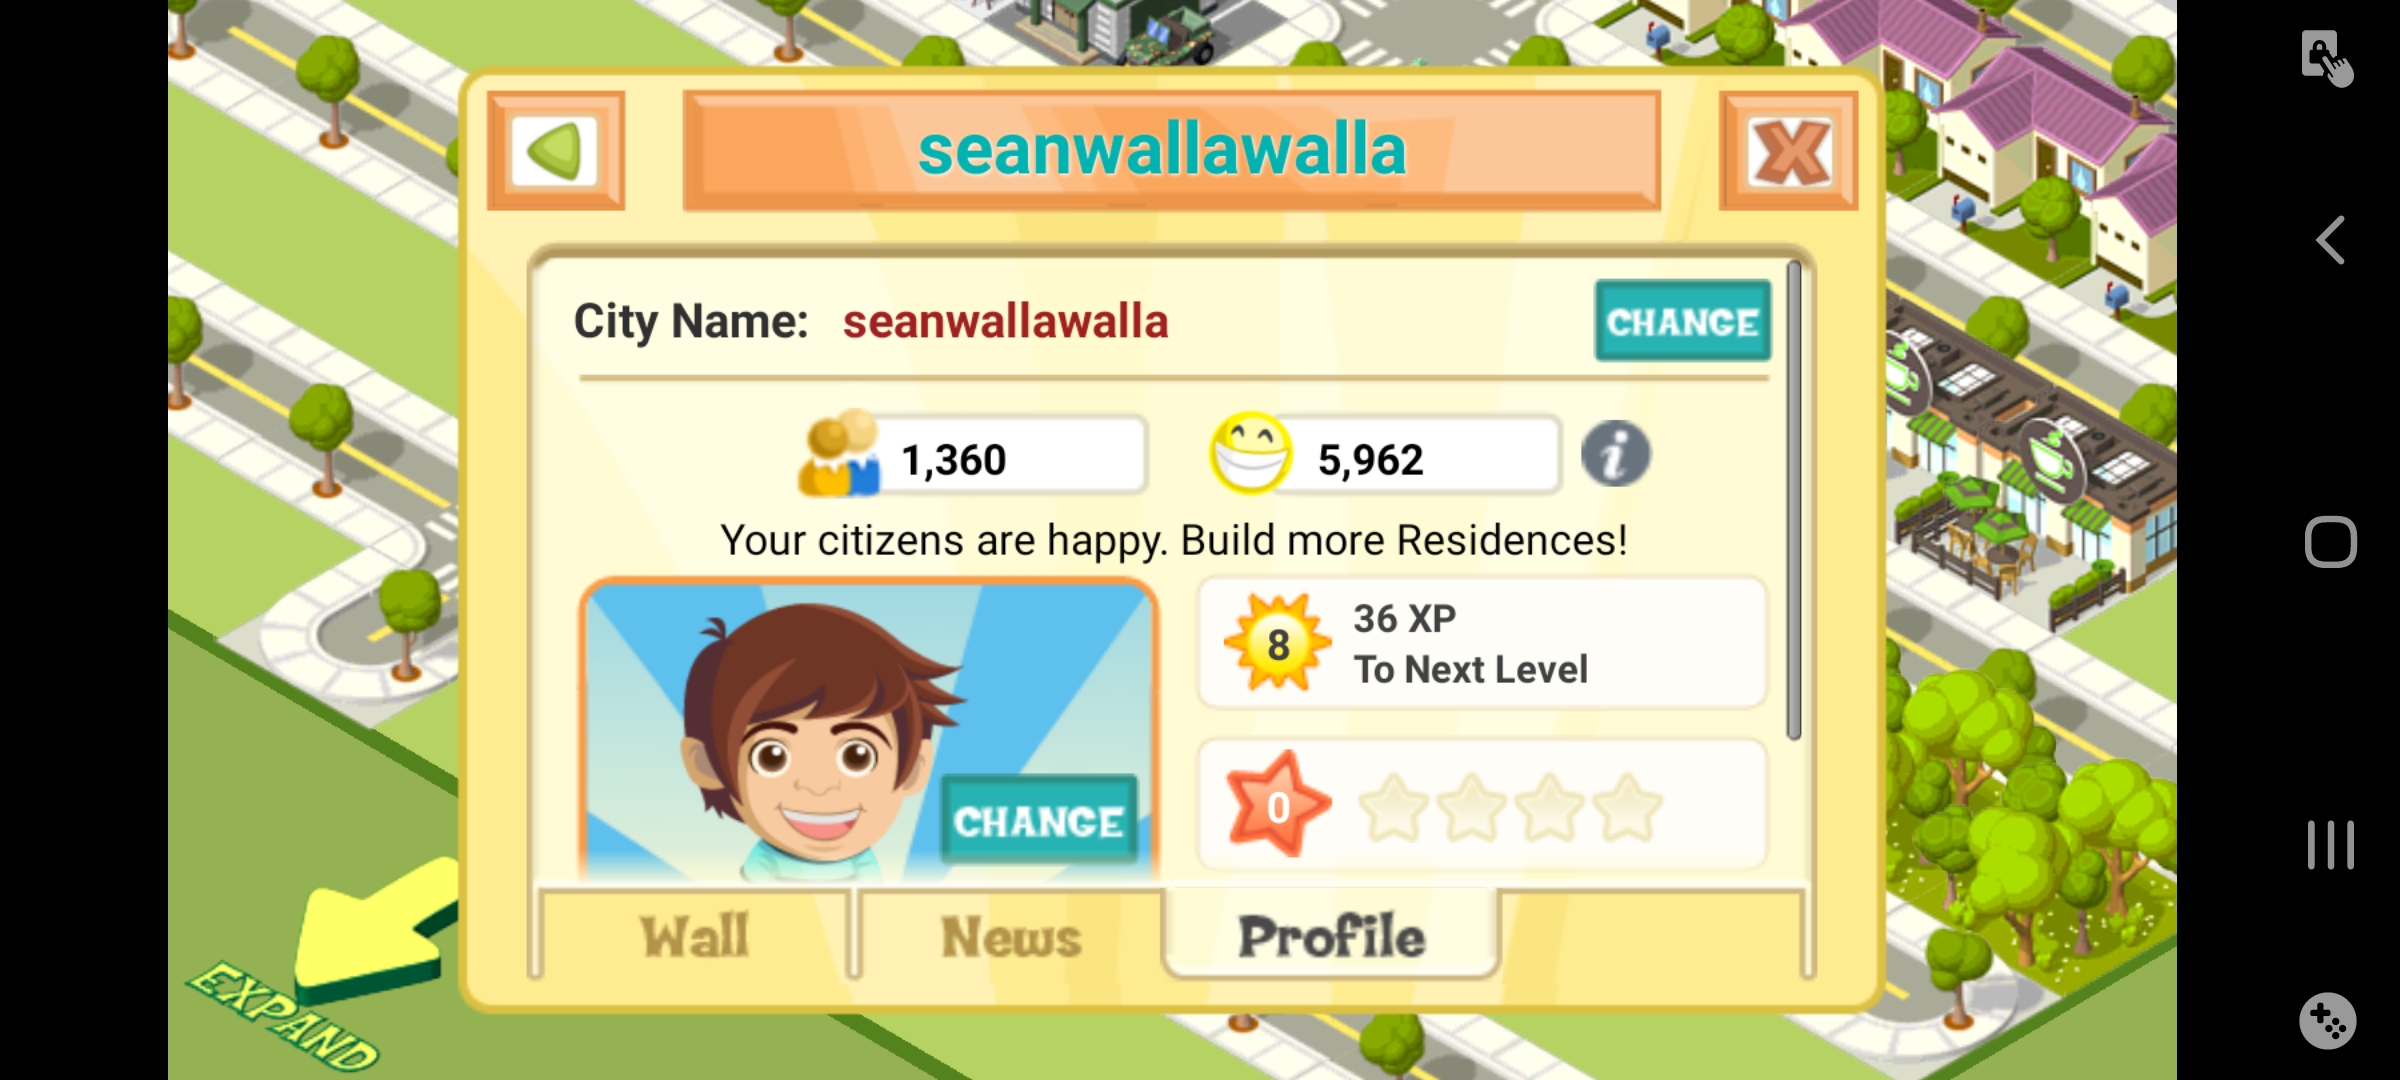 seanwallawalla
City Name: seanwallawalla
CHANGE
1,360
5,962
i
Your citizens are happy. Build more Residences!
8
36 XP
To Next Level
0
CHANGE
Wall
News
Profile
EXPAND